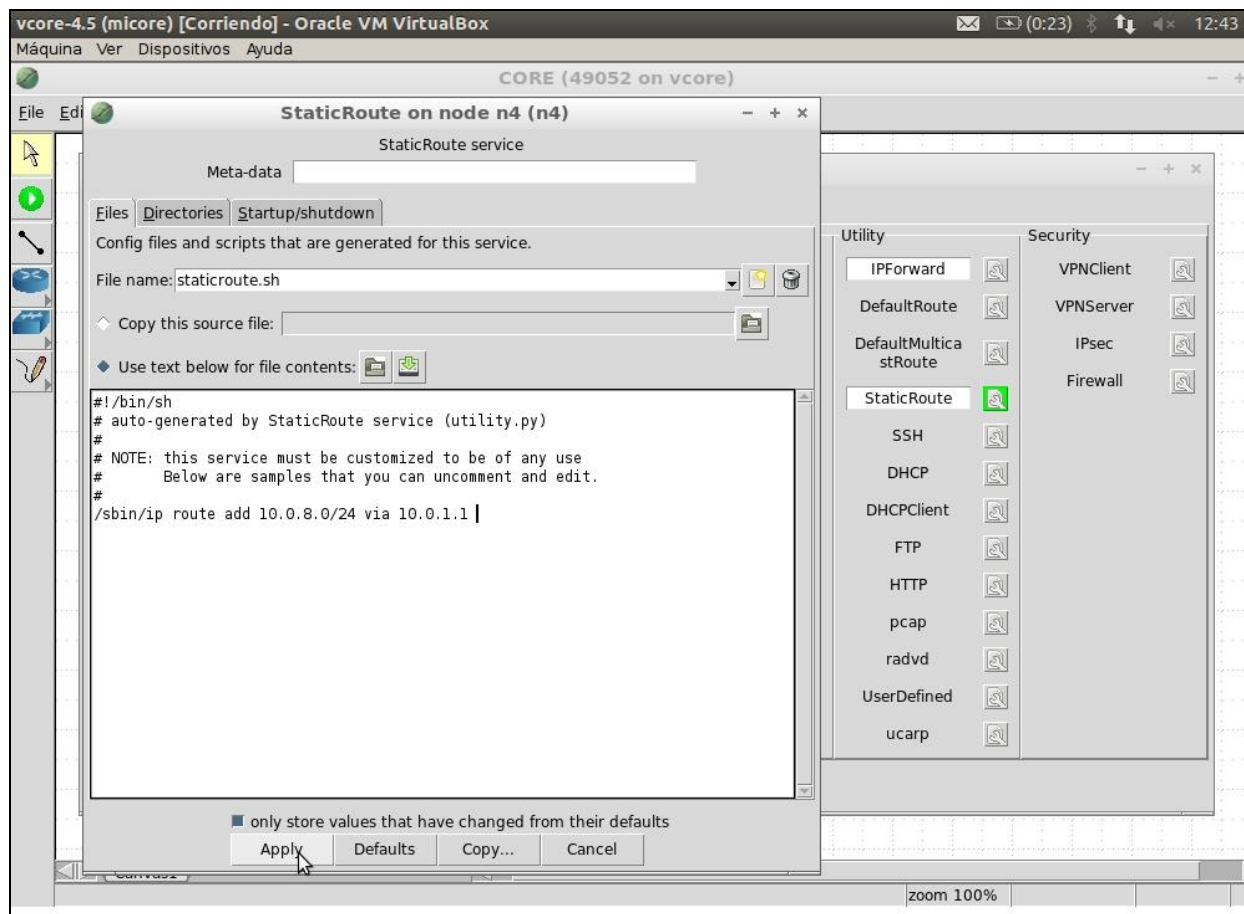 vcore-4.5 (micore) [Corriendo] - Oracle VM VirtualBox
(0:23)
12:43
Máquina Ver Dispositivos Ayuda
CORE (49052 on vcore)
File Edi
StaticRoute on node n4 (n4)
StaticRoute service
Meta-data
Files Directories Startup/shutdown
Config files and scripts that are generated for this service.
File name: staticroute.sh
Copy this source file:
Use text below for file contents:
#!/bin/sh
# auto-generated by StaticRoute service (utility.py)
#
# NOTE: this service must be customized to be of any use
#       Below are samples that you can uncomment and edit.
#
/sbin/ip route add 10.0.8.0/24 via 10.0.1.1
only store values that have changed from their defaults
Apply Defaults Copy... Cancel
Utility
IPForward
DefaultRoute
DefaultMultica
stRoute
StaticRoute
SSH
DHCP
DHCPClient
FTP
HTTP
pcap
radvd
UserDefined
ucarp
Security
VPNClient
VPNServer
IPsec
Firewall
Canvas1
zoom 100%